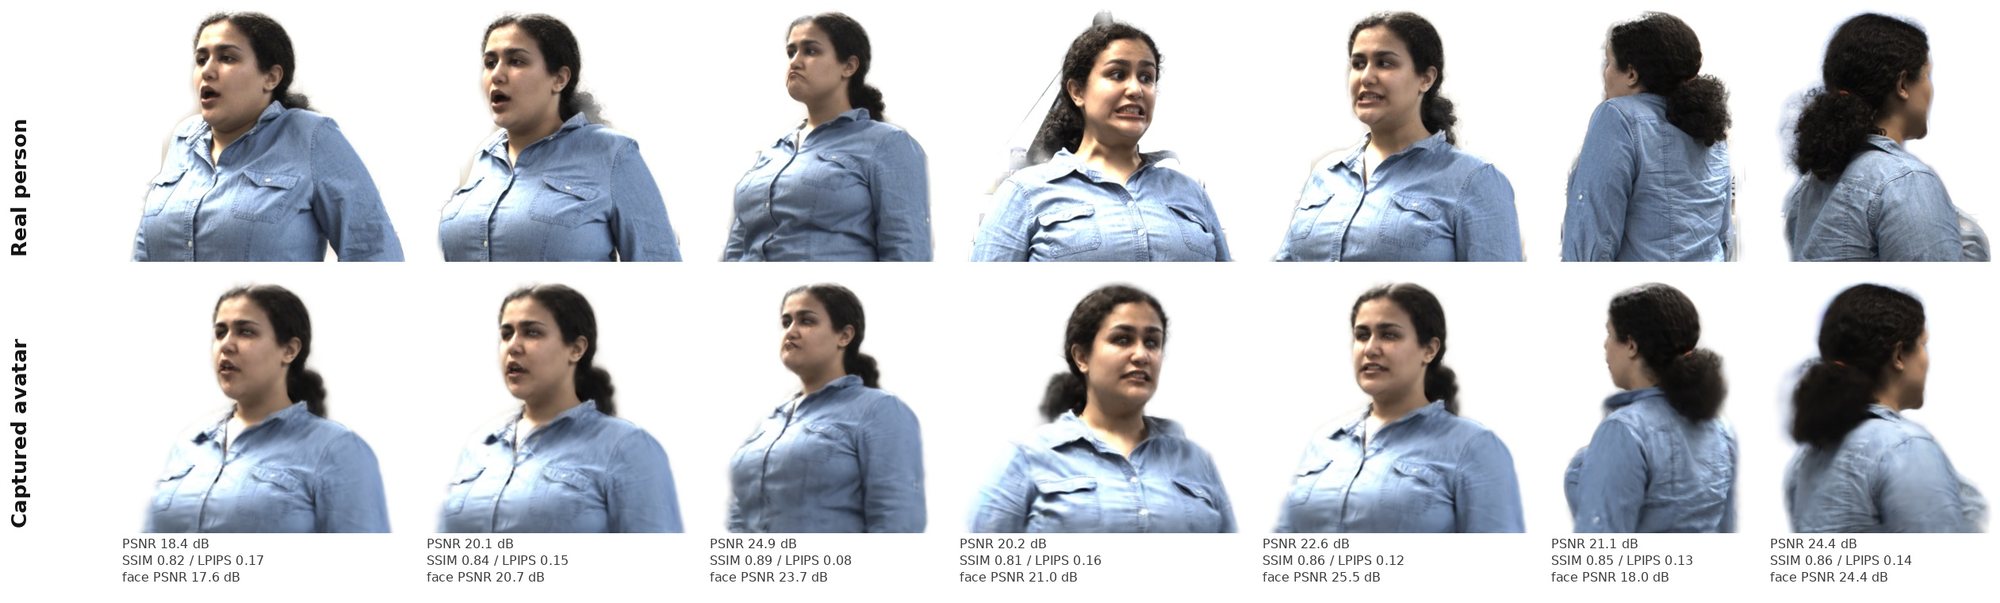 Real person
Captured avatar
PSNR 18.4 dB
SSIM 0.82 / LPIPS 0.17
face PSNR 17.6 dB
PSNR 20.1 dB
SSIM 0.84 / LPIPS 0.15
face PSNR 20.7 dB
PSNR 24.9 dB
SSIM 0.89 / LPIPS 0.08
face PSNR 23.7 dB
PSNR 20.2 dB
SSIM 0.81 / LPIPS 0.16
face PSNR 21.0 dB
PSNR 22.6 dB
SSIM 0.86 / LPIPS 0.12
face PSNR 25.5 dB
PSNR 21.1 dB
SSIM 0.85 / LPIPS 0.13
face PSNR 18.0 dB
PSNR 24.4 dB
SSIM 0.86 / LPIPS 0.14
face PSNR 24.4 dB